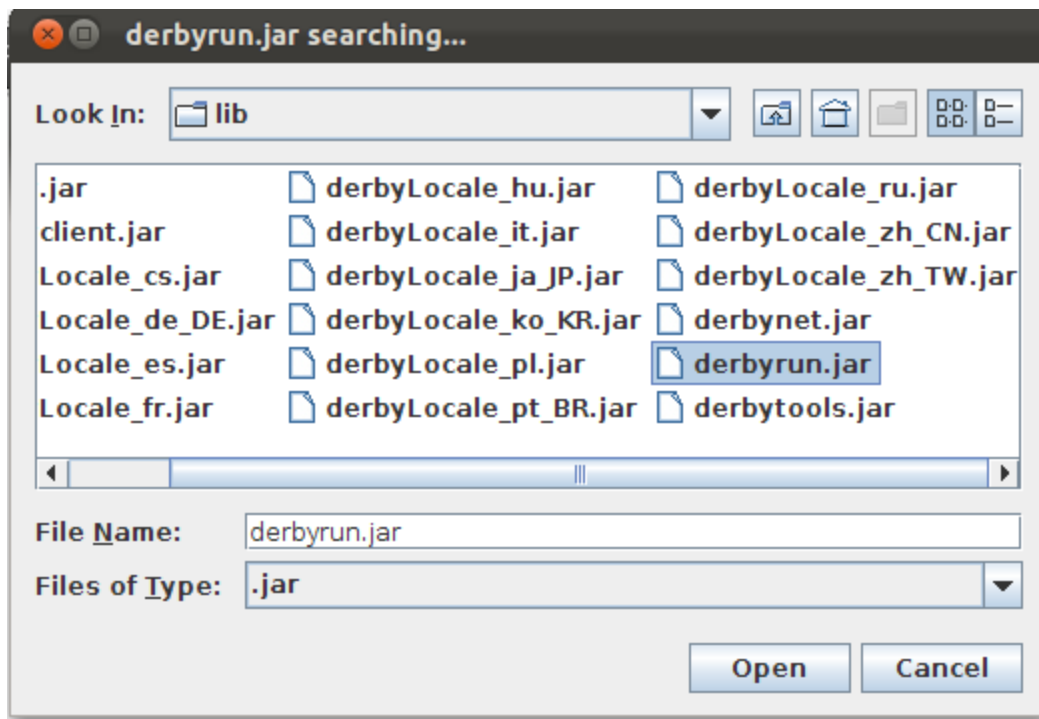 derbyrun.jar searching...
Look In: lib
.jar derbyLocale_hu.jar derbyLocale_ru.jar
client.jar derbyLocale_it.jar derbyLocale_zh_CN.jar
Locale_cs.jar derbyLocale_ja_JP.jar derbyLocale_zh_TW.jar
Locale_de_DE.jar derbyLocale_ko_KR.jar derbynet.jar
Locale_es.jar derbyLocale_pl.jar derbyrun.jar
Locale_fr.jar derbyLocale_pt_BR.jar derbytools.jar
File Name: derbyrun.jar
Files of Type: .jar
Open Cancel